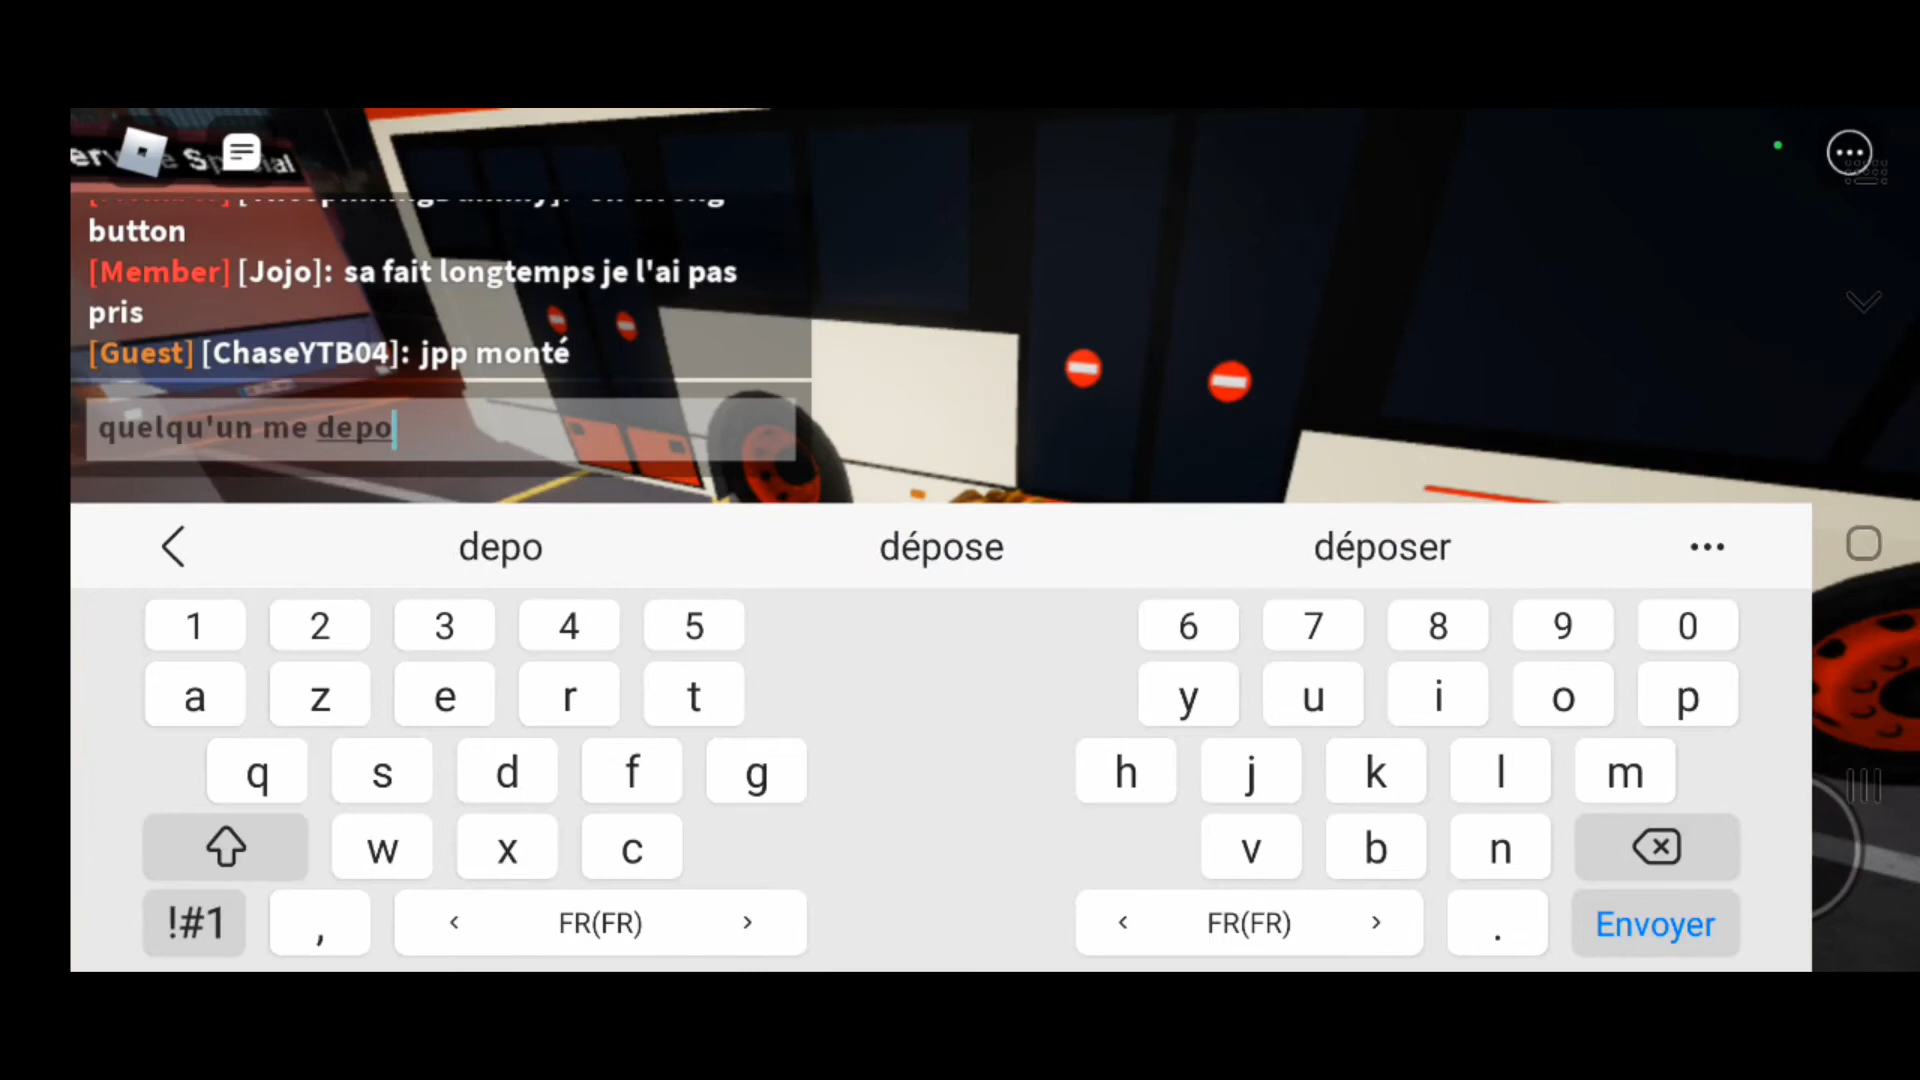 button
[Member] [Jojo]: sa fait longtemps je l'ai pas
pris
[Guest] [ChaseYTB04]: jpp monté
quelqu'un me depo
depo dépose déposer
1 2 3 4 5 6 7 8 9 0
a z e r t y u i o p
q s d f g h j k l m
w x c v b n
!#1 , < FR(FR) > < FR(FR) > . Envoyer